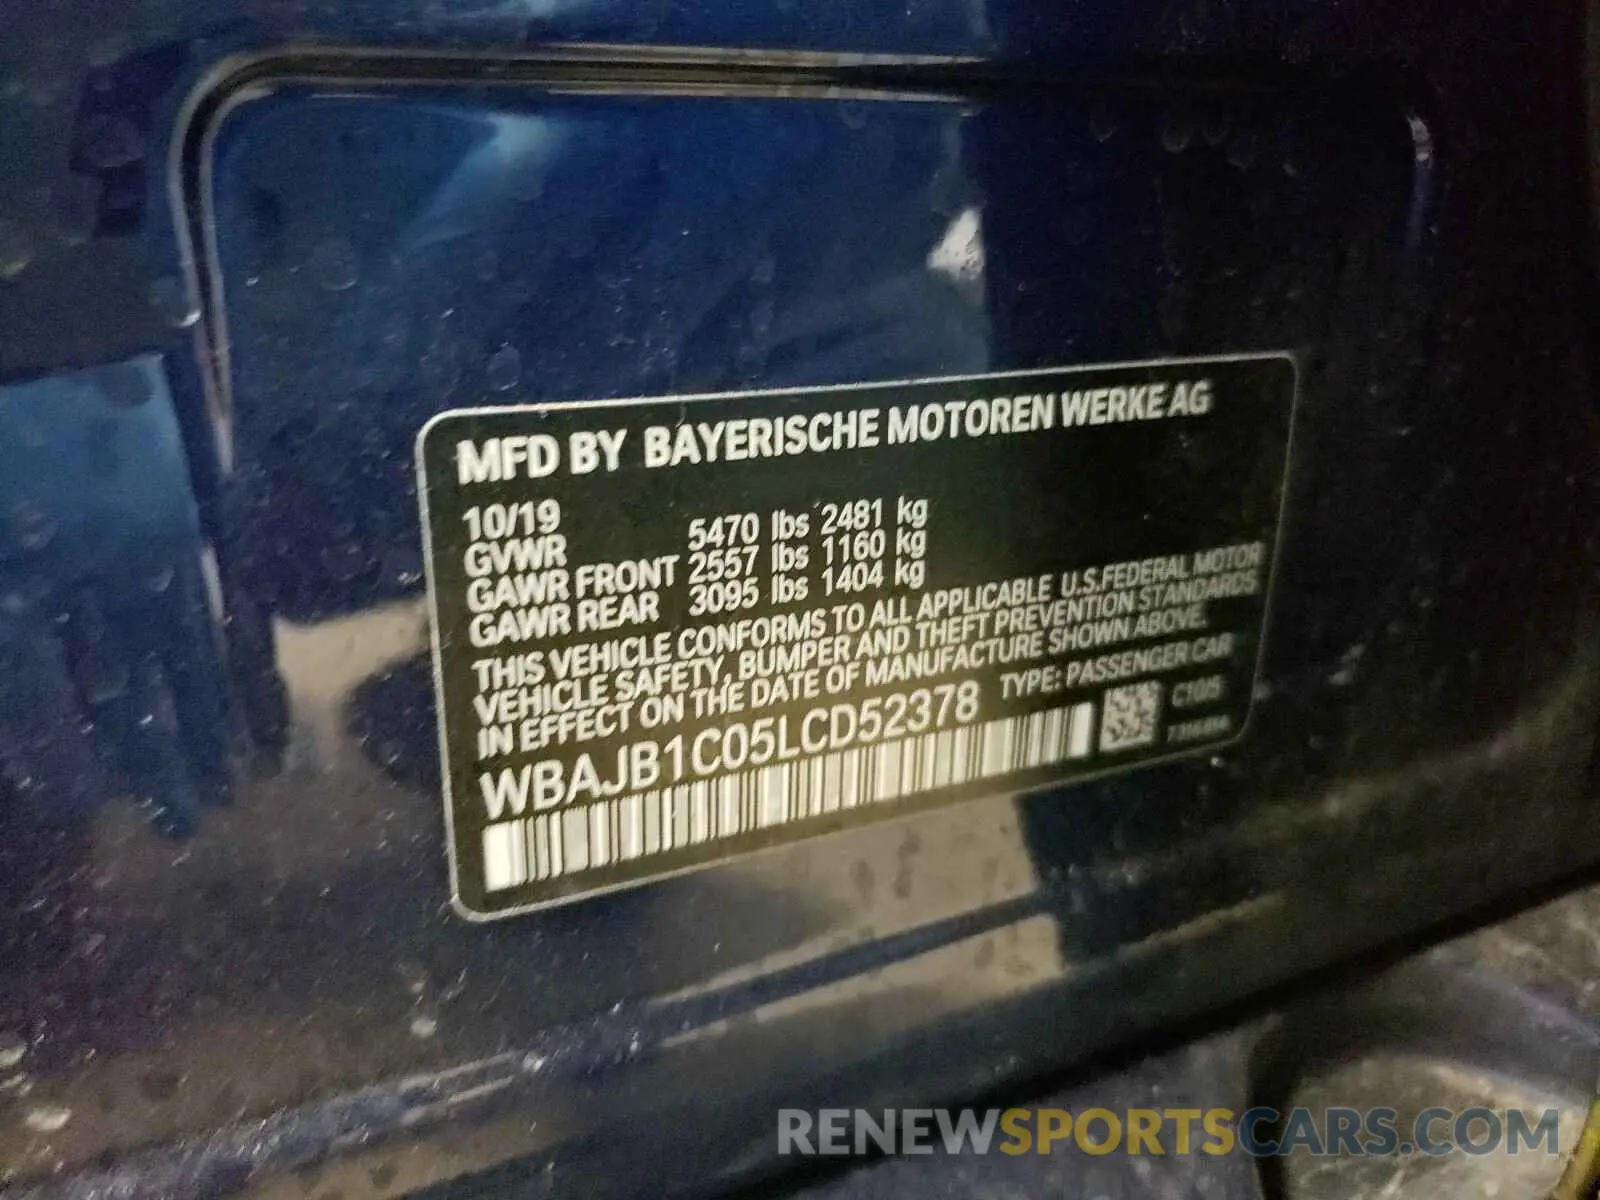 MFD BY BAYERISCHE MOTOREN WERKE AG
10/19
GVWR 5470 lbs 2481 kg
GAWR FRONT 2557 lbs 1160 kg
GAWR REAR 3095 lbs 1404 kg
THIS VEHICLE CONFORMS TO ALL APPLICABLE U.S.FEDERAL MOTOR
VEHICLE SAFETY, BUMPER AND THEFT PREVENTION STANDARDS
IN EFFECT ON THE DATE OF MANUFACTURE SHOWN ABOVE.
WBAJB1C05LCD52378 TYPE: PASSENGER CAR
RENEWSPORTSCARS.COM